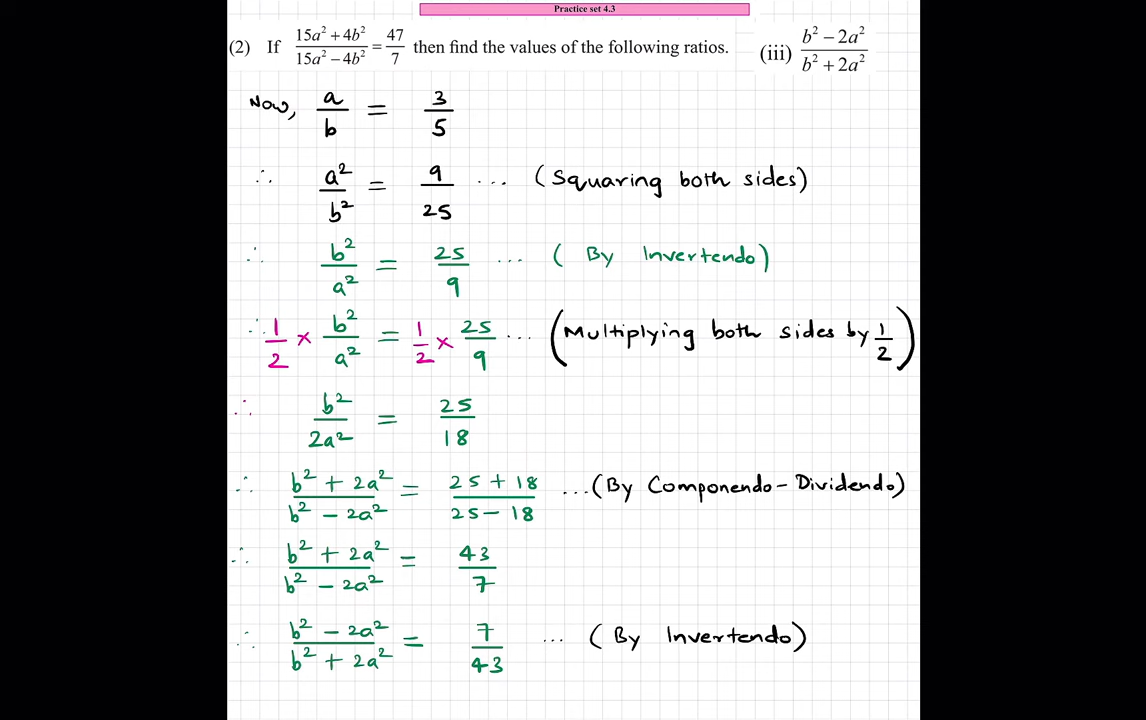 Practice set 4.3
(2) If (15a² + 4b²)/(15a² − 4b²) = 47/7 then find the values of the following ratios. (iii) (b² − 2a²)/(b² + 2a²)
Now, a/b = 3/5
∴ a²/b² = 9/25 ... (Squaring both sides)
∴ b²/a² = 25/9 ... (By Invertendo)
∴ 1/2 × b²/a² = 1/2 × 25/9 ... (Multiplying both sides by 1/2)
∴ b²/2a² = 25/18
∴ (b² + 2a²)/(b² − 2a²) = (25 + 18)/(25 − 18) ... (By Componendo - Dividendo)
∴ (b² + 2a²)/(b² − 2a²) = 43/7
∴ (b² − 2a²)/(b² + 2a²) = 7/43 ... (By Invertendo)